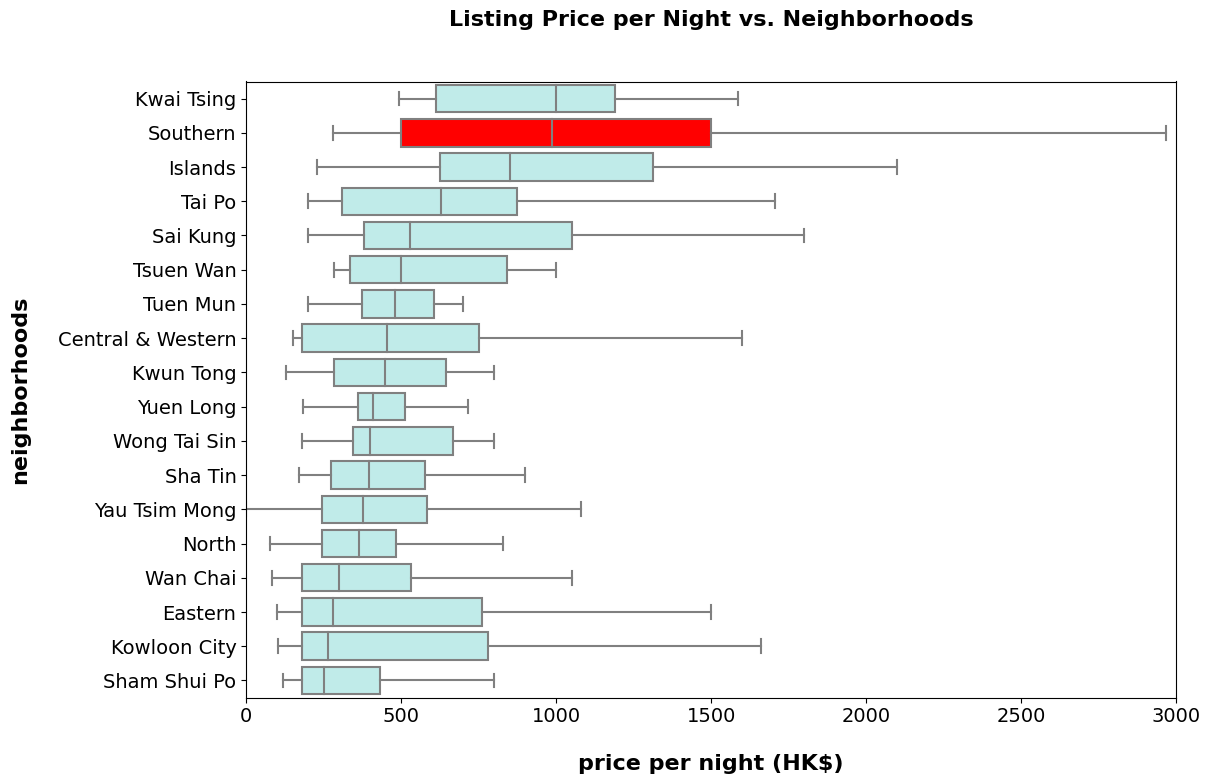 Listing Price per Night vs. Neighborhoods
Kwai Tsing
Southern
Islands
Tai Po
Sai Kung
Tsuen Wan
Tuen Mun
Central & Western
Kwun Tong
Yuen Long
Wong Tai Sin
Sha Tin
Yau Tsim Mong
North
Wan Chai
Eastern
Kowloon City
Sham Shui Po
neighborhoods
0 500 1000 1500 2000 2500 3000
price per night (HK$)